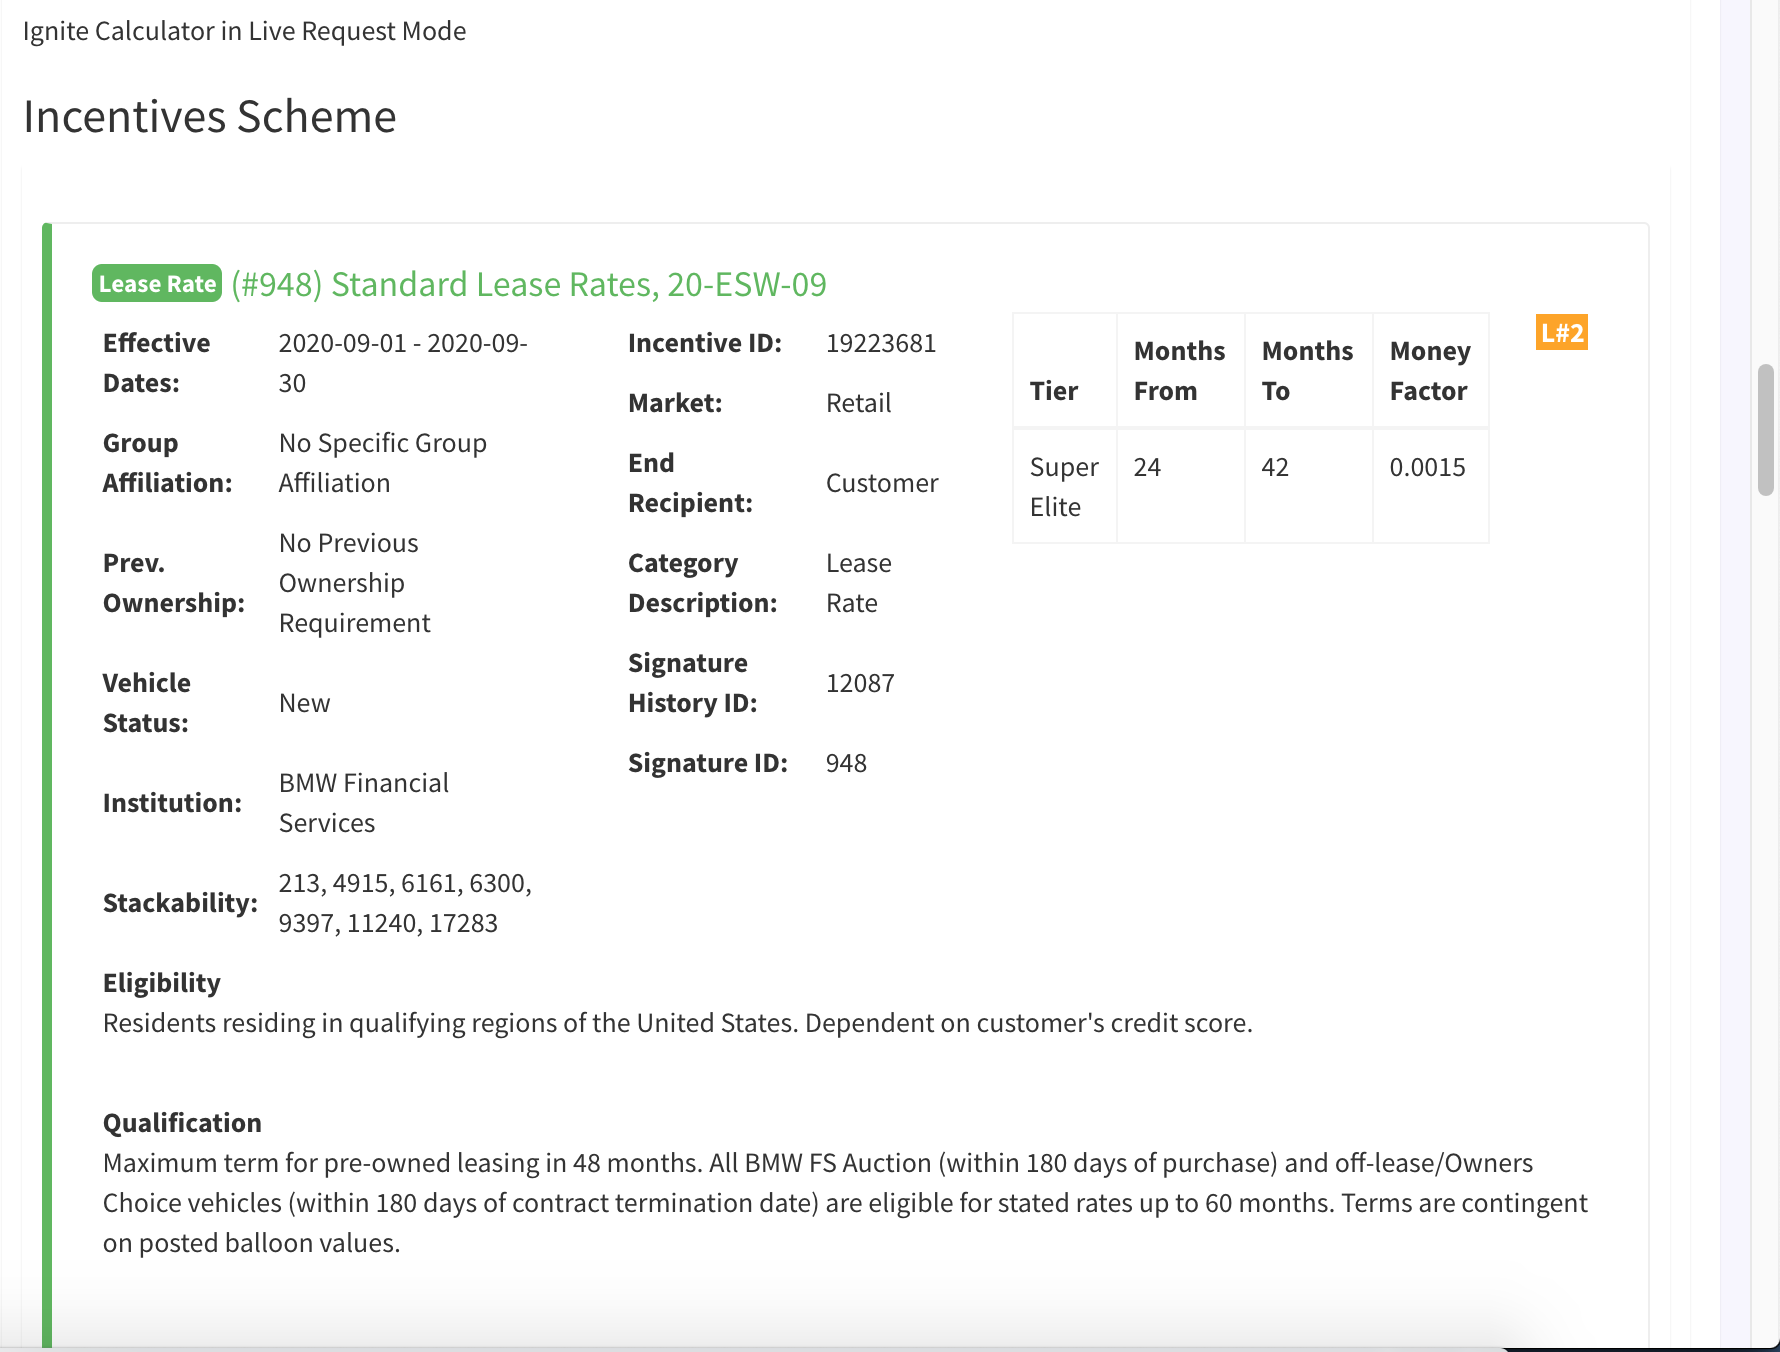 Ignite Calculator in Live Request Mode
Incentives Scheme
Lease Rate (#948) Standard Lease Rates, 20-ESW-09
Effective Dates: 2020-09-01 - 2020-09-30
Group Affiliation: No Specific Group Affiliation
Prev. Ownership: No Previous Ownership Requirement
Vehicle Status: New
Institution: BMW Financial Services
Stackability: 213, 4915, 6161, 6300, 9397, 11240, 17283
Incentive ID: 19223681
Market: Retail
End Recipient: Customer
Category Description: Lease Rate
Signature History ID: 12087
Signature ID: 948
Tier Months From Months To Money Factor
Super Elite 24 42 0.0015
L#2
Eligibility
Residents residing in qualifying regions of the United States. Dependent on customer's credit score.
Qualification
Maximum term for pre-owned leasing in 48 months. All BMW FS Auction (within 180 days of purchase) and off-lease/Owners
Choice vehicles (within 180 days of contract termination date) are eligible for stated rates up to 60 months. Terms are contingent
on posted balloon values.